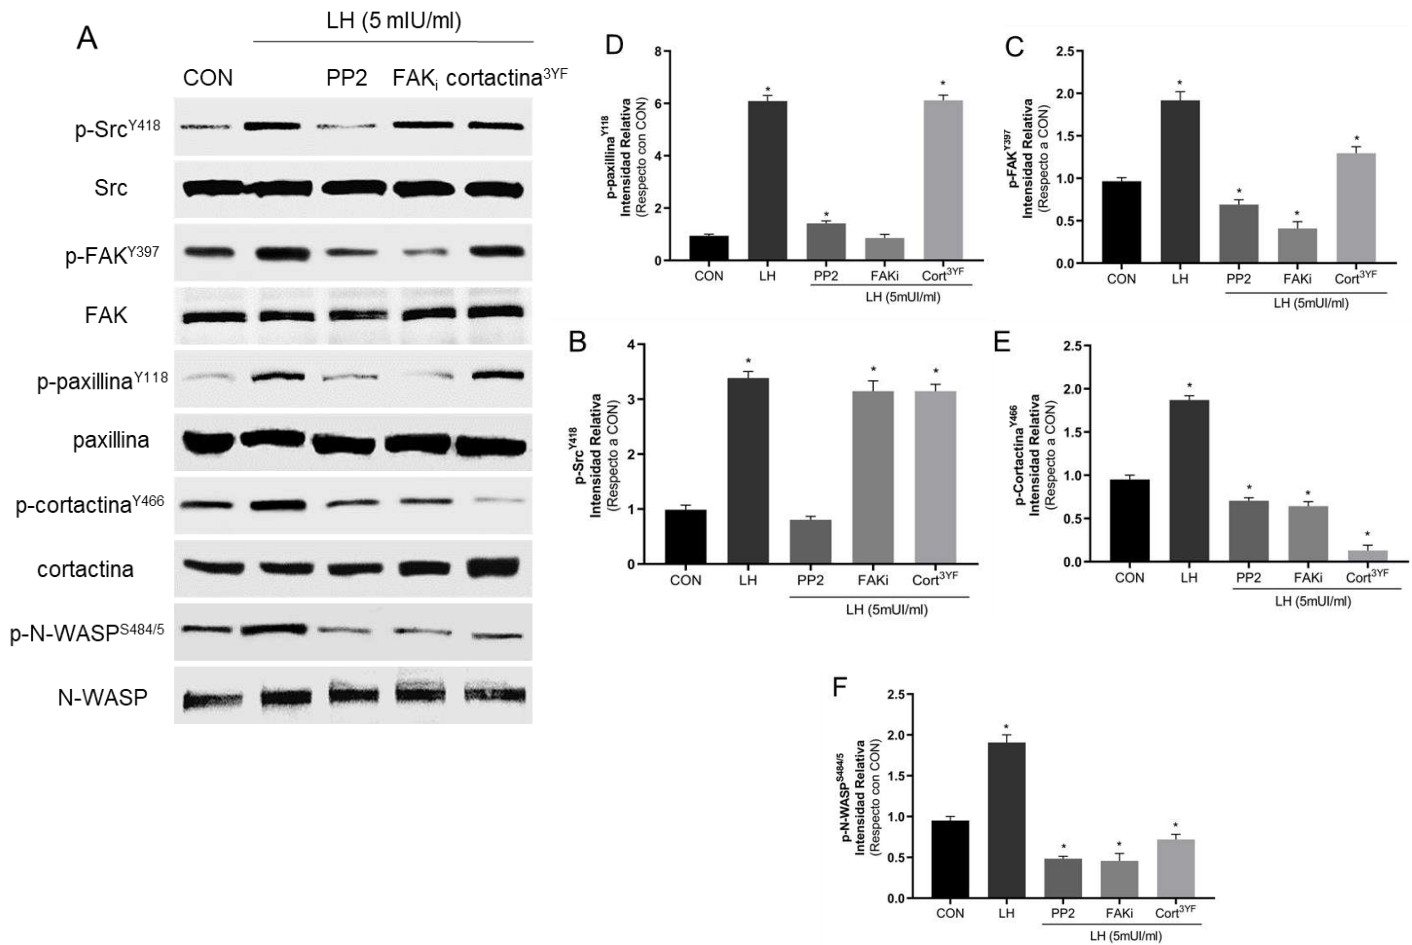 A
LH (5 mIU/ml)
CON PP2 FAKi cortactina3YF
p-SrcY418
Src
p-FAKY397
FAK
p-paxillinaY118
paxillina
p-cortactinaY466
cortactina
p-N-WASPS484/5
N-WASP
D
p-paxillinaY118
Intensidad Relativa
(Respecto con CON)
8
6
4
2
0
* * *
CON LH PP2 FAKi Cort3YF
LH (5mUI/ml)
C
p-FAKY397
Intensidad Relativa
(Respecto a CON)
2.5
2.0
1.5
1.0
0.5
0.0
* * * *
CON LH PP2 FAKi Cort3YF
LH (5mUI/ml)
B
p-SrcY418
Intensidad Relativa
(Respecto a CON)
4
3
2
1
0
* * *
CON LH PP2 FAKi Cort3YF
LH (5mUI/ml)
E
p-CortactinaY466
Intensidad Relativa
(Respecto a CON)
2.5
2.0
1.5
1.0
0.5
0.0
* * * *
CON LH PP2 FAKi Cort3YF
LH (5mUI/ml)
F
p-N-WASPS484/5
Intensidad Relativa
(Respecto con CON)
2.5
2.0
1.5
1.0
0.5
0.0
* * * *
CON LH PP2 FAKi Cort3YF
LH (5mUI/ml)